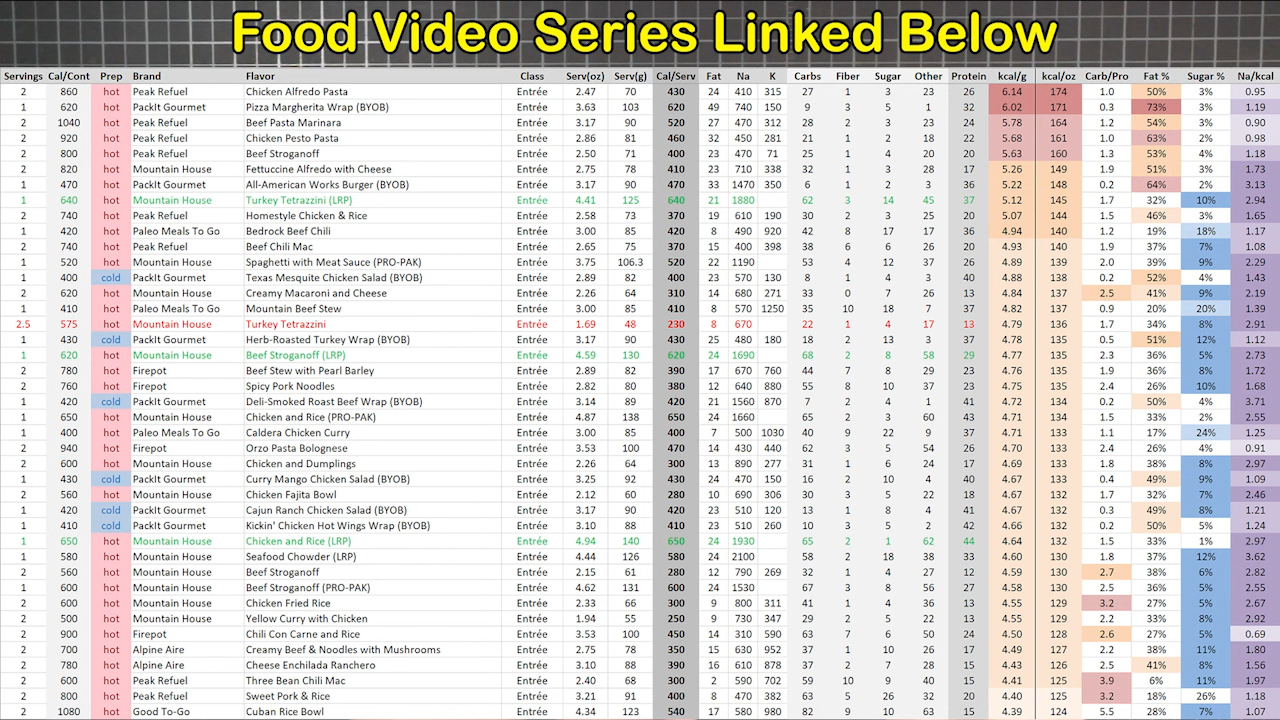 Food Video Series Linked Below
Servings Cal/Cont Prep Brand Flavor Class Serv(oz) Serv(g) Cal/Serv Fat Na K Carbs Fiber Sugar Other Protein kcal/g kcal/oz Carb/Pro Fat % Sugar % Na/kcal
2 860 hot Peak Refuel Chicken Alfredo Pasta Entrée 2.47 70 430 24 410 315 27 1 3 23 26 6.14 174 1.0 50% 3% 0.95
1 620 hot PackIt Gourmet Pizza Margherita Wrap (BYOB) Entrée 3.63 103 620 49 740 150 9 3 5 1 32 6.02 171 0.3 73% 3% 1.19
2 1040 hot Peak Refuel Beef Pasta Marinara Entrée 3.17 90 520 27 470 312 28 2 3 23 24 5.78 164 1.2 54% 3% 0.90
2 920 hot Peak Refuel Chicken Pesto Pasta Entrée 2.86 81 460 32 450 281 21 1 2 18 22 5.68 161 1.0 63% 2% 0.98
2 800 hot Peak Refuel Beef Stroganoff Entrée 2.50 71 400 23 470 71 25 1 4 20 20 5.63 160 1.3 53% 4% 1.18
2 820 hot Mountain House Fettuccine Alfredo with Cheese Entrée 2.75 78 410 23 710 338 32 1 3 28 17 5.26 149 1.9 51% 3% 1.73
1 470 hot PackIt Gourmet All-American Works Burger (BYOB) Entrée 3.17 90 470 33 1470 350 6 1 2 3 36 5.22 148 0.2 64% 2% 3.13
1 640 hot Mountain House Turkey Tetrazzini (LRP) Entrée 4.41 125 640 21 1880 62 3 14 45 37 5.12 145 1.7 32% 10% 2.94
2 740 hot Peak Refuel Homestyle Chicken & Rice Entrée 2.58 73 370 19 610 190 30 2 3 25 20 5.07 144 1.5 46% 3% 1.65
1 420 hot Paleo Meals To Go Bedrock Beef Chili Entrée 3.00 85 420 8 490 920 42 8 17 17 36 4.94 140 1.2 19% 18% 1.17
2 740 hot Peak Refuel Beef Chili Mac Entrée 2.65 75 370 15 400 398 38 6 6 26 20 4.93 140 1.9 37% 7% 1.08
1 520 hot Mountain House Spaghetti with Meat Sauce (PRO-PAK) Entrée 3.75 106.3 520 22 1190 53 4 12 37 26 4.89 139 2.0 39% 9% 2.29
1 400 cold PackIt Gourmet Texas Mesquite Chicken Salad (BYOB) Entrée 2.89 82 400 23 570 130 8 1 4 3 40 4.88 138 0.2 52% 4% 1.43
2 620 hot Mountain House Creamy Macaroni and Cheese Entrée 2.26 64 310 14 680 271 33 0 7 26 13 4.84 137 2.5 41% 9% 2.19
1 410 hot Paleo Meals To Go Mountain Beef Stew Entrée 3.00 85 410 8 570 1250 35 10 18 7 37 4.82 137 0.9 20% 20% 1.39
2.5 575 hot Mountain House Turkey Tetrazzini Entrée 1.69 48 230 8 670 22 1 4 17 13 4.79 136 1.7 34% 8% 2.91
1 430 cold PackIt Gourmet Herb-Roasted Turkey Wrap (BYOB) Entrée 3.17 90 430 25 480 180 18 2 13 3 37 4.78 135 0.5 51% 12% 1.12
1 620 hot Mountain House Beef Stroganoff (LRP) Entrée 4.59 130 620 24 1690 68 2 8 58 29 4.77 135 2.3 36% 5% 2.73
2 780 hot Firepot Beef Stew with Pearl Barley Entrée 2.89 82 390 17 670 760 44 7 8 29 23 4.76 135 1.9 36% 8% 1.72
2 760 hot Firepot Spicy Pork Noodles Entrée 2.82 80 380 12 640 880 55 8 10 37 23 4.75 135 2.4 26% 10% 1.68
1 420 cold PackIt Gourmet Deli-Smoked Roast Beef Wrap (BYOB) Entrée 3.14 89 420 21 1560 870 7 2 4 1 41 4.72 134 0.2 50% 4% 3.71
1 650 hot Mountain House Chicken and Rice (PRO-PAK) Entrée 4.87 138 650 24 1660 65 2 3 60 43 4.71 134 1.5 33% 2% 2.55
1 400 hot Paleo Meals To Go Caldera Chicken Curry Entrée 3.00 85 400 7 500 1030 40 9 22 9 37 4.71 133 1.1 17% 24% 1.25
2 940 hot Firepot Orzo Pasta Bolognese Entrée 3.53 100 470 14 430 440 62 3 5 54 26 4.70 133 2.4 26% 4% 0.91
2 600 hot Mountain House Chicken and Dumplings Entrée 2.26 64 300 13 890 277 31 1 6 24 17 4.69 133 1.8 38% 8% 2.97
1 430 cold PackIt Gourmet Curry Mango Chicken Salad (BYOB) Entrée 3.25 92 430 24 470 150 16 2 10 4 40 4.67 133 0.4 49% 9% 1.09
2 560 hot Mountain House Chicken Fajita Bowl Entrée 2.12 60 280 10 690 306 30 3 5 22 18 4.67 132 1.7 32% 7% 2.46
1 420 cold PackIt Gourmet Cajun Ranch Chicken Salad (BYOB) Entrée 3.17 90 420 23 510 120 13 1 8 4 41 4.67 132 0.3 49% 8% 1.21
1 410 cold PackIt Gourmet Kickin' Chicken Hot Wings Wrap (BYOB) Entrée 3.10 88 410 23 510 260 10 3 5 2 42 4.66 132 0.2 50% 5% 1.24
1 650 hot Mountain House Chicken and Rice (LRP) Entrée 4.94 140 650 24 1930 65 2 1 62 44 4.64 132 1.5 33% 1% 2.97
1 580 hot Mountain House Seafood Chowder (LRP) Entrée 4.44 126 580 24 2100 58 2 18 38 33 4.60 130 1.8 37% 12% 3.62
2 560 hot Mountain House Beef Stroganoff Entrée 2.15 61 280 12 790 269 32 1 4 27 12 4.59 130 2.7 38% 6% 2.82
1 600 hot Mountain House Beef Stroganoff (PRO-PAK) Entrée 4.62 131 600 24 1530 67 3 8 56 27 4.58 130 2.5 36% 5% 2.55
2 600 hot Mountain House Chicken Fried Rice Entrée 2.33 66 300 9 800 311 41 1 4 36 13 4.55 129 3.2 27% 5% 2.67
2 500 hot Mountain House Yellow Curry with Chicken Entrée 1.94 55 250 9 730 347 29 2 5 22 13 4.55 129 2.2 33% 8% 2.92
2 900 hot Firepot Chili Con Carne and Rice Entrée 3.53 100 450 14 310 590 63 7 6 50 24 4.50 128 2.6 27% 5% 0.69
2 700 hot Alpine Aire Creamy Beef & Noodles with Mushrooms Entrée 2.75 78 350 15 630 952 37 1 10 26 17 4.49 127 2.2 38% 11% 1.80
2 780 hot Alpine Aire Cheese Enchilada Ranchero Entrée 3.10 88 390 16 610 878 37 2 7 28 15 4.43 126 2.5 41% 8% 1.56
2 600 hot Peak Refuel Three Bean Chili Mac Entrée 2.40 68 300 2 590 702 59 10 9 40 15 4.41 125 3.9 6% 11% 1.97
2 800 hot Peak Refuel Sweet Pork & Rice Entrée 3.21 91 400 8 470 382 63 5 26 32 20 4.40 125 3.2 18% 26% 1.18
2 1080 hot Good To-Go Cuban Rice Bowl Entrée 4.34 123 540 17 580 980 82 9 10 63 15 4.39 124 5.5 28% 7% 1.07